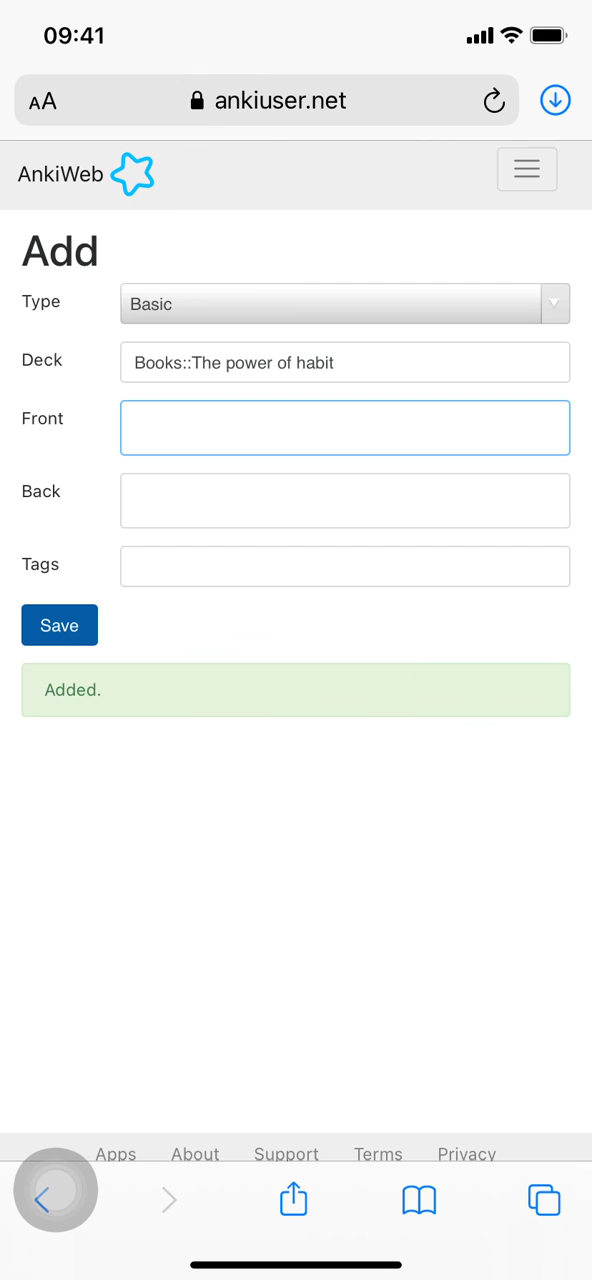 09:41
AA ankiuser.net
AnkiWeb
Add
Type Basic
Deck Books::The power of habit
Front
Back
Tags
Save
Added.
Apps About Support Terms Privacy